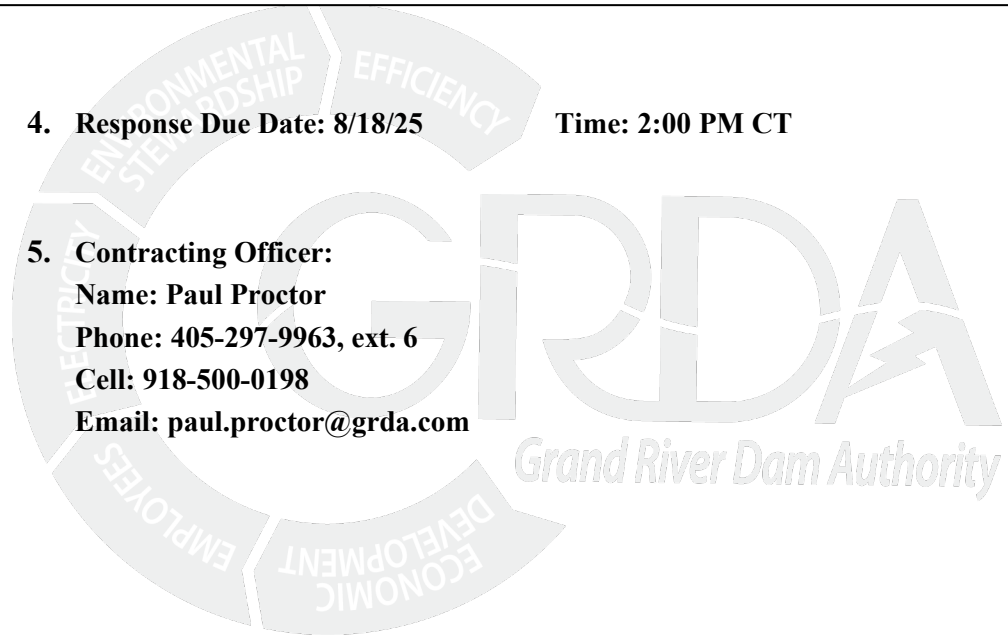 4. Response Due Date: 8/18/25 Time: 2:00 PM CT
5. Contracting Officer:
Name: Paul Proctor
Phone: 405-297-9963, ext. 6
Cell: 918-500-0198
Email: paul.proctor@grda.com
ENVIRONMENTAL
STEWARDSHIP
EFFICIENCY
ELECTRICITY
EMPLOYEES
ECONOMIC
DEVELOPMENT
GRDA
Grand River Dam Authority